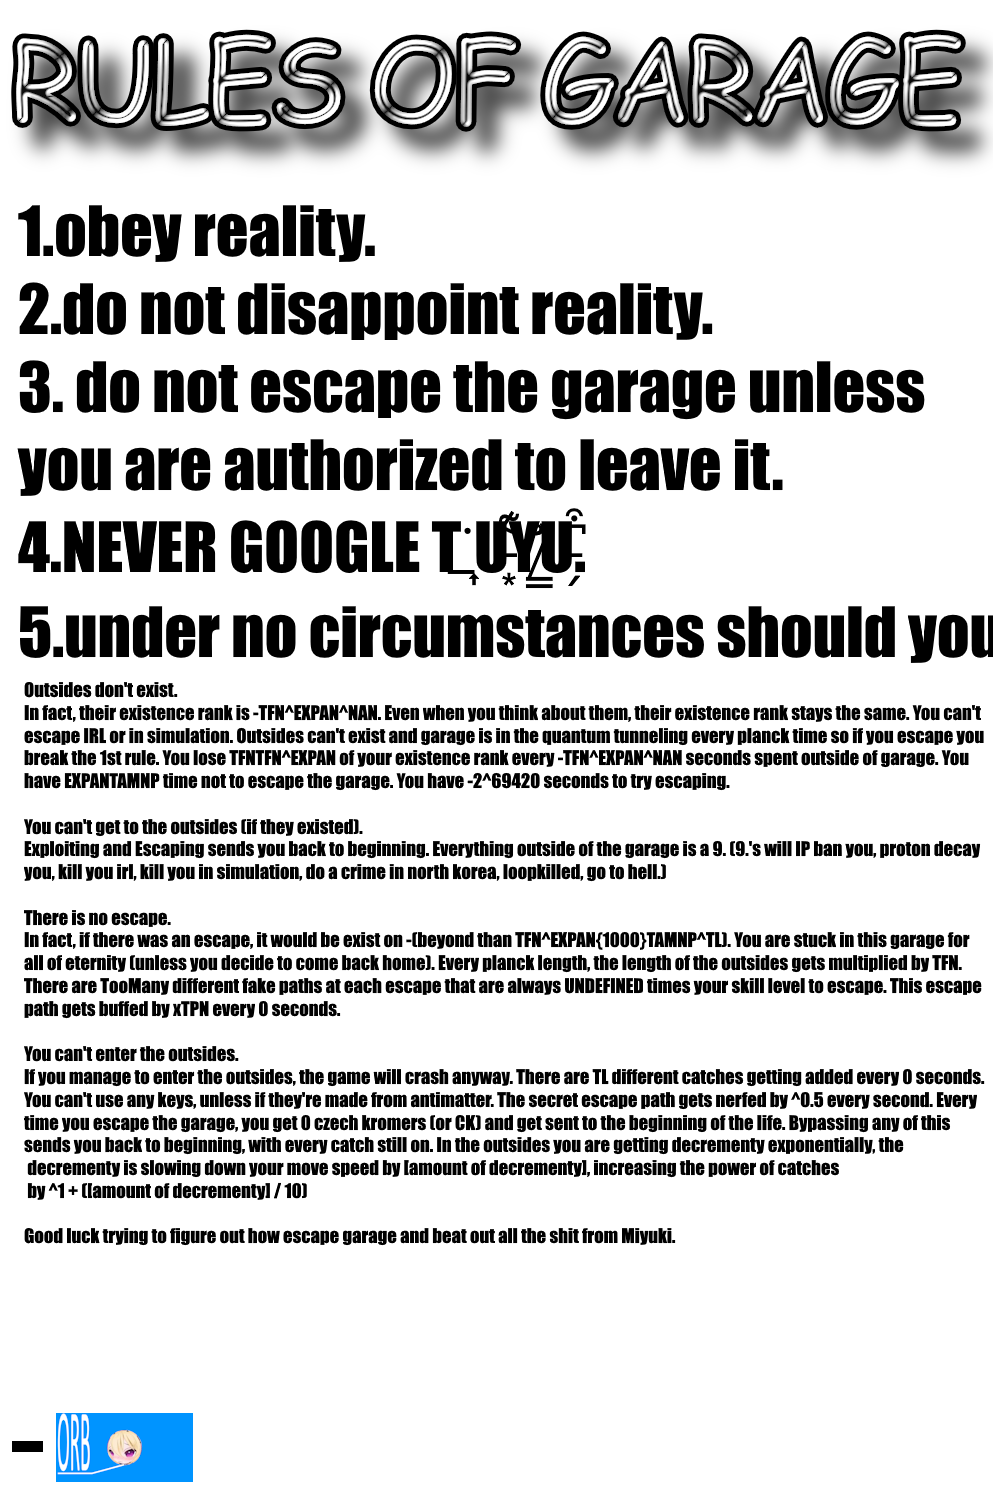 RULES OF GARAGE
1.obey reality.
2.do not disappoint reality.
3. do not escape the garage unless
you are authorized to leave it.
4.NEVER GOOGLE T UYU.
5.under no circumstances should you
Outsides don't exist.
In fact, their existence rank is -TFN^EXPAN^NAN. Even when you think about them, their existence rank stays the same. You can't
escape IRL or in simulation. Outsides can't exist and garage is in the quantum tunneling every planck time so if you escape you
break the 1st rule. You lose TFNTFN^EXPAN of your existence rank every -TFN^EXPAN^NAN seconds spent outside of garage. You
have EXPANTAMNP time not to escape the garage. You have -2^69420 seconds to try escaping.
You can't get to the outsides (if they existed).
Exploiting and Escaping sends you back to beginning. Everything outside of the garage is a 9. (9.'s will IP ban you, proton decay
you, kill you irl, kill you in simulation, do a crime in north korea, loopkilled, go to hell.)
There is no escape.
In fact, if there was an escape, it would be exist on -(beyond than TFN^EXPAN{1000}TAMNP^TL). You are stuck in this garage for
all of eternity (unless you decide to come back home). Every planck length, the length of the outsides gets multiplied by TFN.
There are TooMany different fake paths at each escape that are always UNDEFINED times your skill level to escape. This escape
path gets buffed by xTPN every 0 seconds.
You can't enter the outsides.
If you manage to enter the outsides, the game will crash anyway. There are TL different catches getting added every 0 seconds.
You can't use any keys, unless if they're made from antimatter. The secret escape path gets nerfed by ^0.5 every second. Every
time you escape the garage, you get 0 czech kromers (or CK) and get sent to the beginning of the life. Bypassing any of this
sends you back to beginning, with every catch still on. In the outsides you are getting decrementy exponentially, the
decrementy is slowing down your move speed by [amount of decrementy], increasing the power of catches
by ^1 + ([amount of decrementy] / 10)
Good luck trying to figure out how escape garage and beat out all the shit from Miyuki.
- ORB